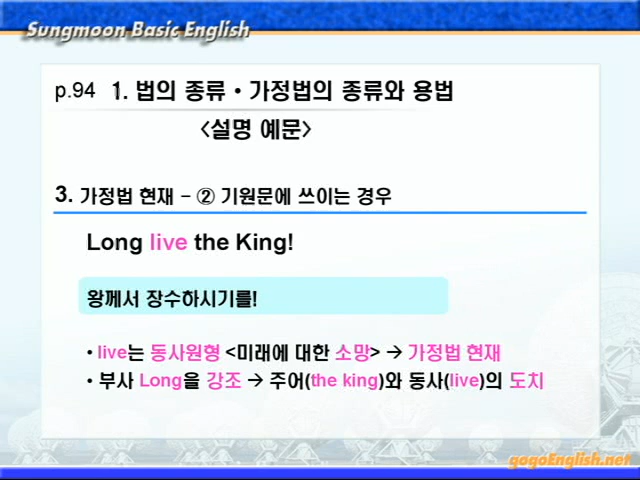 Sungmoon Basic English
p.94 1. 법의 종류 • 가정법의 종류와 용법
<설명 예문>
3. 가정법 현재 - ② 기원문에 쓰이는 경우
Long live the King!
왕께서 장수하시기를!
• live는 동사원형 <미래에 대한 소망> → 가정법 현재
• 부사 Long을 강조 → 주어(the king)와 동사(live)의 도치
gogoEnglish.net